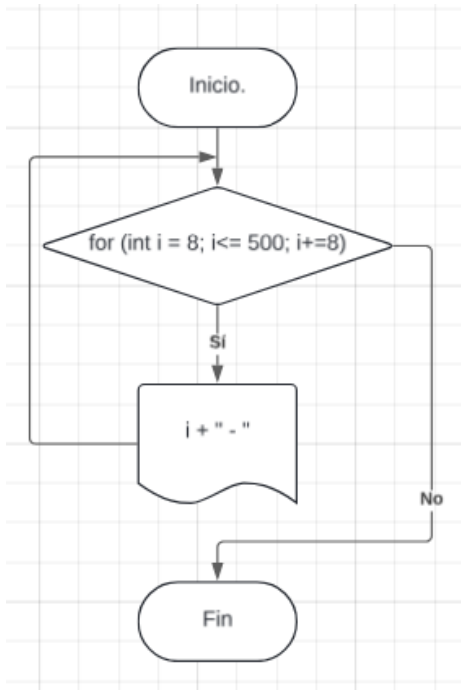 Inicio.
for (int i = 8; i<= 500; i+=8)
Sí
i + " - "
No
Fin